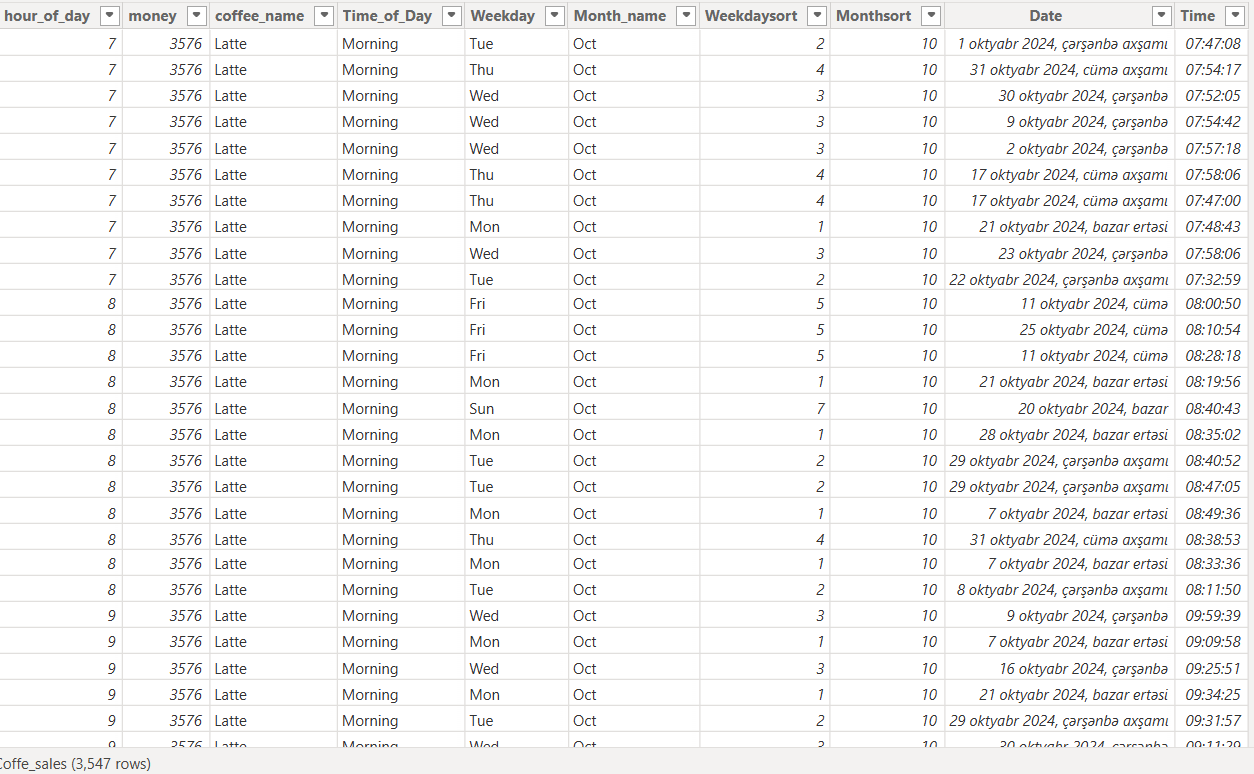 hour_of_day money coffee_name Time_of_Day Weekday Month_name Weekdaysort Monthsort Date Time
7 3576 Latte Morning Tue Oct 2 10 1 oktyabr 2024, çərşənbə axşamı 07:47:08
7 3576 Latte Morning Thu Oct 4 10 31 oktyabr 2024, cümə axşamı 07:54:17
7 3576 Latte Morning Wed Oct 3 10 30 oktyabr 2024, çərşənbə 07:52:05
7 3576 Latte Morning Wed Oct 3 10 9 oktyabr 2024, çərşənbə 07:54:42
7 3576 Latte Morning Wed Oct 3 10 2 oktyabr 2024, çərşənbə 07:57:18
7 3576 Latte Morning Thu Oct 4 10 17 oktyabr 2024, cümə axşamı 07:58:06
7 3576 Latte Morning Thu Oct 4 10 17 oktyabr 2024, cümə axşamı 07:47:00
7 3576 Latte Morning Mon Oct 1 10 21 oktyabr 2024, bazar ertəsi 07:48:43
7 3576 Latte Morning Wed Oct 3 10 23 oktyabr 2024, çərşənbə 07:58:06
7 3576 Latte Morning Tue Oct 2 10 22 oktyabr 2024, çərşənbə axşamı 07:32:59
8 3576 Latte Morning Fri Oct 5 10 11 oktyabr 2024, cümə 08:00:50
8 3576 Latte Morning Fri Oct 5 10 25 oktyabr 2024, cümə 08:10:54
8 3576 Latte Morning Fri Oct 5 10 11 oktyabr 2024, cümə 08:28:18
8 3576 Latte Morning Mon Oct 1 10 21 oktyabr 2024, bazar ertəsi 08:19:56
8 3576 Latte Morning Sun Oct 7 10 20 oktyabr 2024, bazar 08:40:43
8 3576 Latte Morning Mon Oct 1 10 28 oktyabr 2024, bazar ertəsi 08:35:02
8 3576 Latte Morning Tue Oct 2 10 29 oktyabr 2024, çərşənbə axşamı 08:40:52
8 3576 Latte Morning Tue Oct 2 10 29 oktyabr 2024, çərşənbə axşamı 08:47:05
8 3576 Latte Morning Mon Oct 1 10 7 oktyabr 2024, bazar ertəsi 08:49:36
8 3576 Latte Morning Thu Oct 4 10 31 oktyabr 2024, cümə axşamı 08:38:53
8 3576 Latte Morning Mon Oct 1 10 7 oktyabr 2024, bazar ertəsi 08:33:36
8 3576 Latte Morning Tue Oct 2 10 8 oktyabr 2024, çərşənbə axşamı 08:11:50
9 3576 Latte Morning Wed Oct 3 10 9 oktyabr 2024, çərşənbə 09:59:39
9 3576 Latte Morning Mon Oct 1 10 7 oktyabr 2024, bazar ertəsi 09:09:58
9 3576 Latte Morning Wed Oct 3 10 16 oktyabr 2024, çərşənbə 09:25:51
9 3576 Latte Morning Mon Oct 1 10 21 oktyabr 2024, bazar ertəsi 09:34:25
9 3576 Latte Morning Tue Oct 2 10 29 oktyabr 2024, çərşənbə axşamı 09:31:57
9 3576 Latte Morning Wed Oct 3 10 30 oktyabr 2024, çərşənbə 09:11:29
Coffe_sales (3,547 rows)